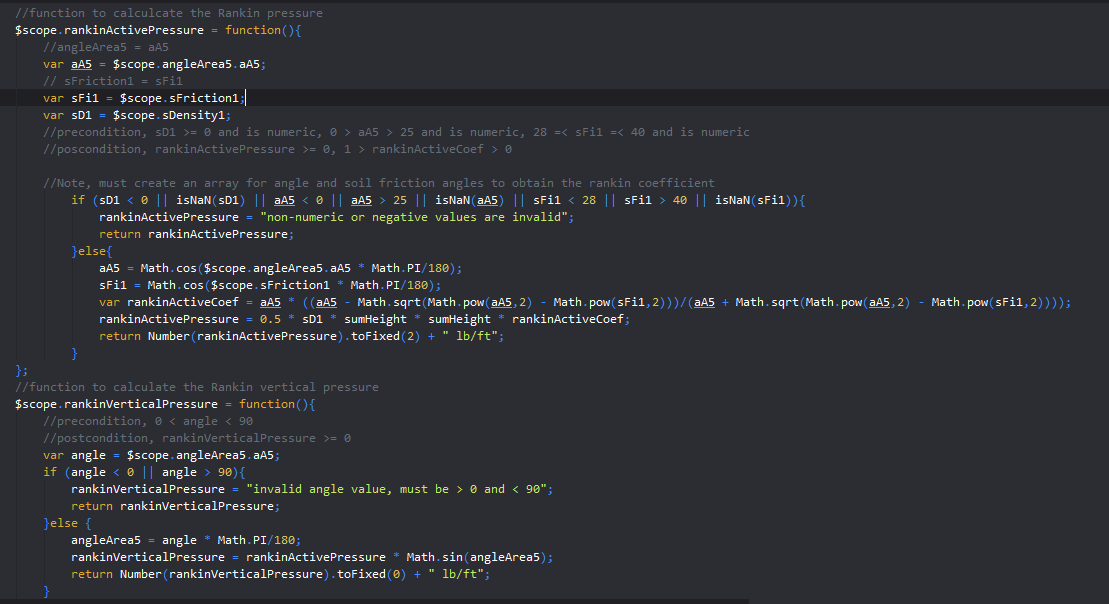 //function to calculcate the Rankin pressure
$scope.rankinActivePressure = function(){
//angleArea5 = aA5
var aA5 = $scope.angleArea5.aA5;
// sFriction1 = sFi1
var sFi1 = $scope.sFriction1;
var sD1 = $scope.sDensity1;
//precondition, sD1 >= 0 and is numeric, 0 > aA5 > 25 and is numeric, 28 =< sFi1 =< 40 and is numeric
//poscondition, rankinActivePressure >= 0, 1 > rankinActiveCoef > 0
//Note, must create an array for angle and soil friction angles to obtain the rankin coefficient
if (sD1 < 0 || isNaN(sD1) || aA5 < 0 || aA5 > 25 || isNaN(aA5) || sFi1 < 28 || sFi1 > 40 || isNaN(sFi1)){
rankinActivePressure = "non-numeric or negative values are invalid";
return rankinActivePressure;
}else{
aA5 = Math.cos($scope.angleArea5.aA5 * Math.PI/180);
sFi1 = Math.cos($scope.sFriction1 * Math.PI/180);
var rankinActiveCoef = aA5 * ((aA5 - Math.sqrt(Math.pow(aA5,2) - Math.pow(sFi1,2)))/(aA5 + Math.sqrt(Math.pow(aA5,2) - Math.pow(sFi1,2))));
rankinActivePressure = 0.5 * sD1 * sumHeight * sumHeight * rankinActiveCoef;
return Number(rankinActivePressure).toFixed(2) + " lb/ft";
}
};
//function to calculate the Rankin vertical pressure
$scope.rankinVerticalPressure = function(){
//precondition, 0 < angle < 90
//postcondition, rankinVerticalPressure >= 0
var angle = $scope.angleArea5.aA5;
if (angle < 0 || angle > 90){
rankinVerticalPressure = "invalid angle value, must be > 0 and < 90";
return rankinVerticalPressure;
}else {
angleArea5 = angle * Math.PI/180;
rankinVerticalPressure = rankinActivePressure * Math.sin(angleArea5);
return Number(rankinVerticalPressure).toFixed(0) + " lb/ft";
}